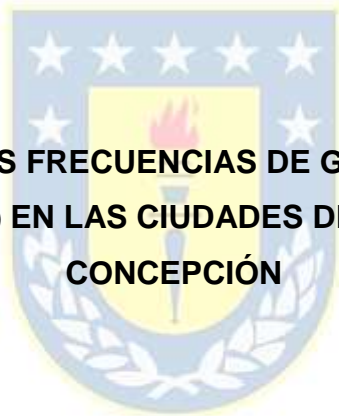 S FRECUENCIAS DE G
EN LAS CIUDADES D
CONCEPCIÓN